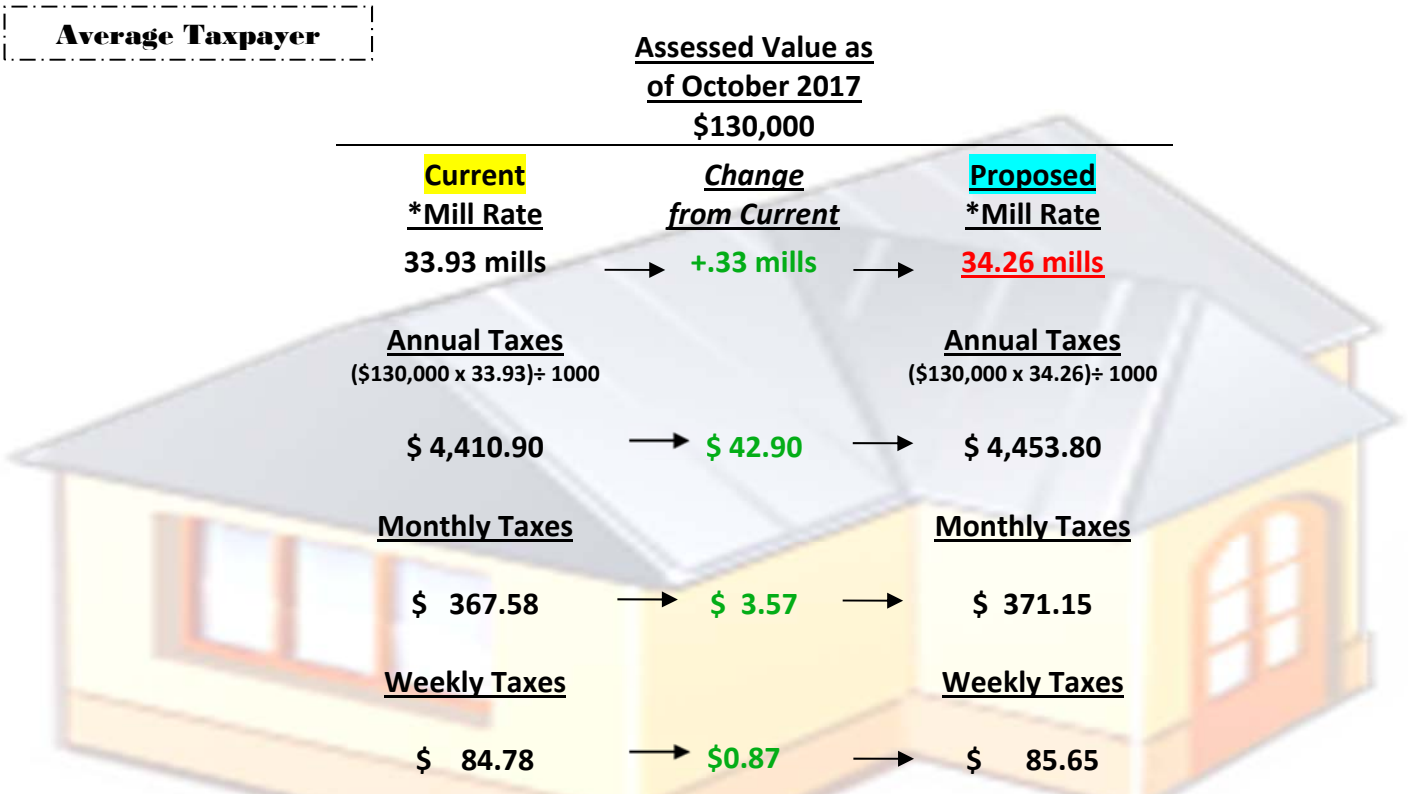 Average Taxpayer
Assessed Value as
of October 2017
$130,000
Current Change Proposed
*Mill Rate from Current *Mill Rate
33.93 mills +.33 mills 34.26 mills
Annual Taxes Annual Taxes
($130,000 x 33.93)÷ 1000 ($130,000 x 34.26)÷ 1000
$ 4,410.90 $ 42.90 $ 4,453.80
Monthly Taxes Monthly Taxes
$ 367.58 $ 3.57 $ 371.15
Weekly Taxes Weekly Taxes
$ 84.78 $0.87 $ 85.65